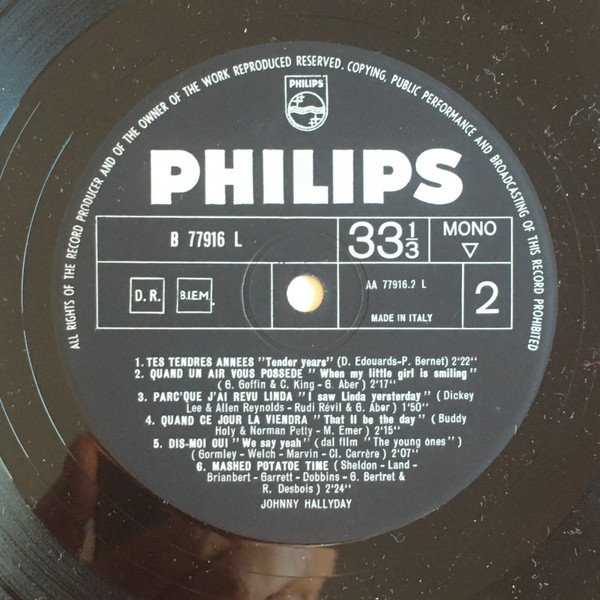 ALL RIGHTS OF THE RECORD PRODUCER AND OF THE OWNER OF THE WORK REPRODUCED RESERVED. COPYING, PUBLIC PERFORMANCE AND BROADCASTING OF THIS RECORD PROHIBITED
PHILIPS
PHILIPS
B 77916 L
33 1/3
MONO
D.R.
B.I.E.M.
AA 77916.2 L
MADE IN ITALY
2
1. TES TENDRES ANNEES "Tender years" (D. Edouards-P. Bernet) 2'22"
2. QUAND UN AIR VOUS POSSEDE " When my little girl is smiling "
( G. Goffin & C. King - G. Aber ) 2'17"
3. PARC'QUE J'AI REVU LINDA " I saw Linda yersterday " ( Dickey
Lee & Allen Reynolds - Rudi Révil & G. Aber ) 1'50"
4. QUAND CE JOUR LA VIENDRA " That ll be the day " ( Buddy
Holy & Norman Petty - M. Emer ) 2'15"
5. DIS-MOI OUI " We say yeah " ( dal film " The young ones " )
( Gormley - Welch - Marvin - Cl. Carrère ) 2'07"
6. MASHED POTATOE TIME ( Sheldon - Land -
Brianbert - Garrett - Dobbins - G. Bertret &
R. Desbois ) 2'24"
JOHNNY HALLYDAY